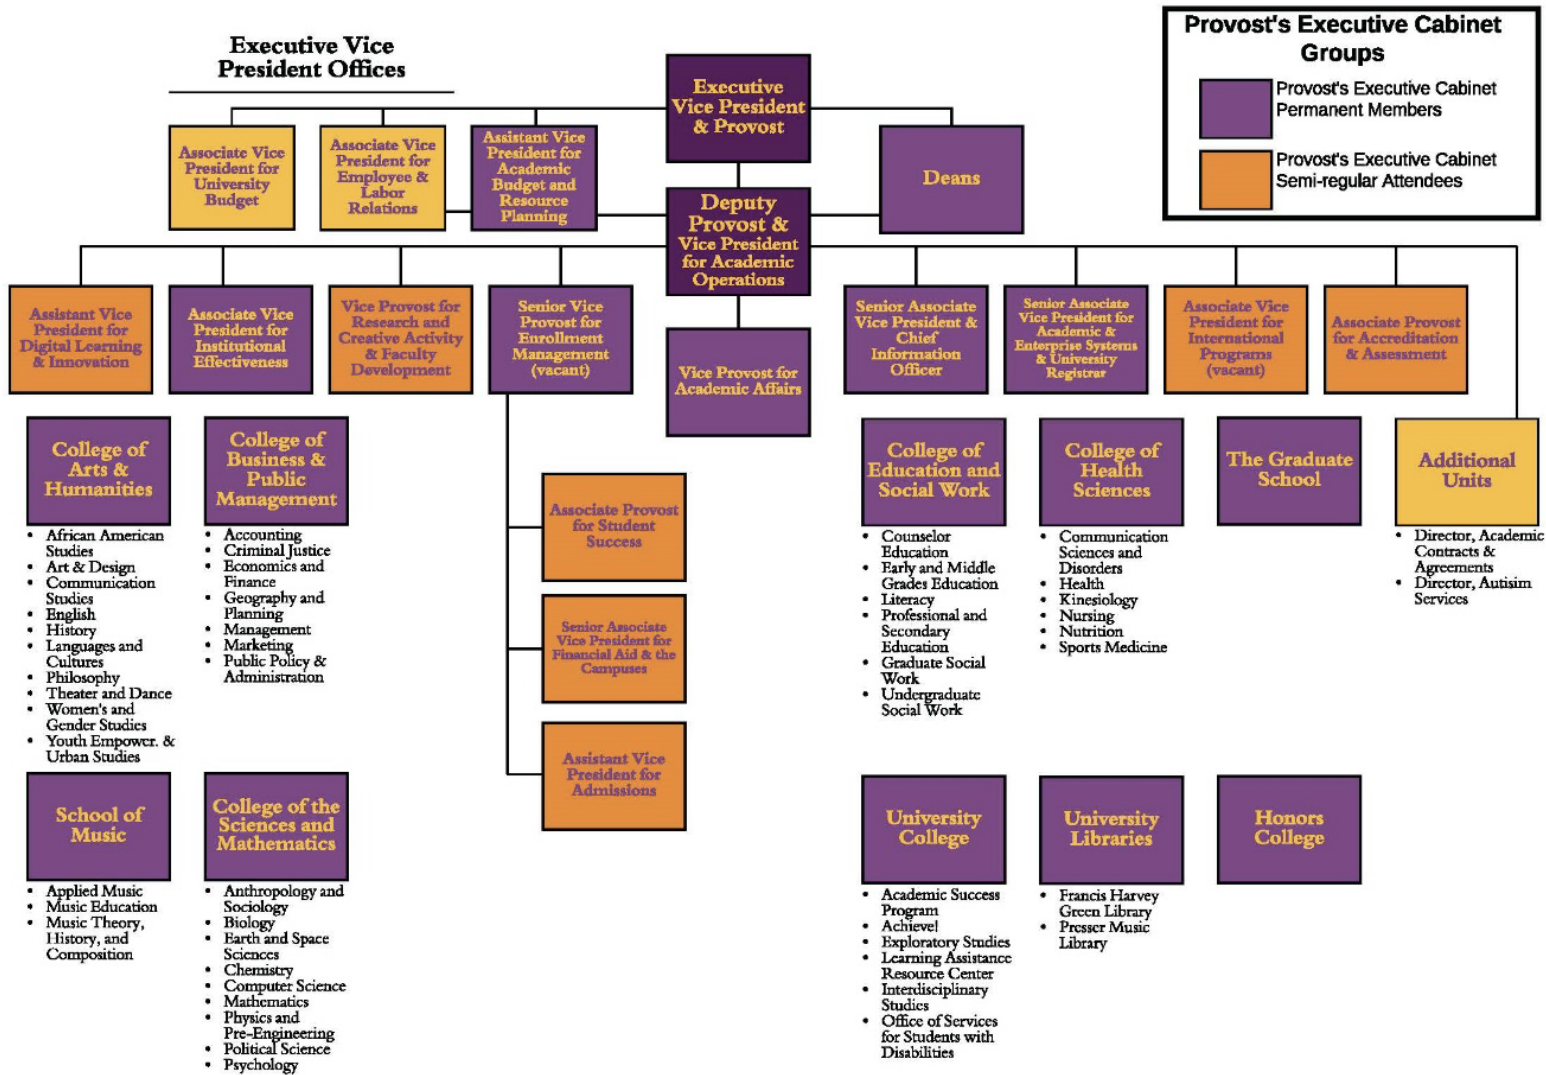 Executive Vice
President Offices
Provost's Executive Cabinet
Groups
Provost's Executive Cabinet
Permanent Members
Provost's Executive Cabinet
Semi-regular Attendees
Executive
Vice President
& Provost
Associate Vice
President for
University
Budget
Associate Vice
President for
Employee &
Labor
Relations
Assistant Vice
President for
Academic
Budget and
Resource
Planning
Deans
Deputy
Provost &
Vice President
for Academic
Operations
Assistant Vice
President for
Digital Learning
& Innovation
Associate Vice
President for
Institutional
Effectiveness
Vice Provost for
Research and
Creative Activity
& Faculty
Development
Senior Vice
Provost for
Enrollment
Management
(vacant)
Vice Provost for
Academic Affairs
Senior Associate
Vice President &
Chief
Information
Officer
Senior Associate
Vice President for
Academic &
Enterprise Systems
& University
Registrar
Associate Vice
President for
International
Programs
(vacant)
Associate Provost
for Accreditation
& Assessment
College of
Arts &
Humanities
• African American
Studies
• Art & Design
• Communication
Studies
• English
• History
• Languages and
Cultures
• Philosophy
• Theater and Dance
• Women's and
Gender Studies
• Youth Empower. &
Urban Studies
College of
Business &
Public
Management
• Accounting
• Criminal Justice
• Economics and
Finance
• Geography and
Planning
• Management
• Marketing
• Public Policy &
Administration
Associate Provost
for Student
Success
Senior Associate
Vice President for
Financial Aid & the
Campuses
Assistant Vice
President for
Admissions
College of
Education and
Social Work
• Counselor
Education
• Early and Middle
Grades Education
• Literacy
• Professional and
Secondary
Education
• Graduate Social
Work
• Undergraduate
Social Work
College of
Health
Sciences
• Communication
Sciences and
Disorders
• Health
• Kinesiology
• Nursing
• Nutrition
• Sports Medicine
The Graduate
School
Additional
Units
• Director, Academic
Contracts &
Agreements
• Director, Autisim
Services
School of
Music
• Applied Music
• Music Education
• Music Theory,
History, and
Composition
College of the
Sciences and
Mathematics
• Anthropology and
Sociology
• Biology
• Earth and Space
Sciences
• Chemistry
• Computer Science
• Mathematics
• Physics and
Pre-Engineering
• Political Science
• Psychology
University
College
• Academic Success
Program
• Achieve!
• Exploratory Studies
• Learning Assistance
Resource Center
• Interdisciplinary
Studies
• Office of Services
for Students with
Disabilities
University
Libraries
• Francis Harvey
Green Library
• Presser Music
Library
Honors
College